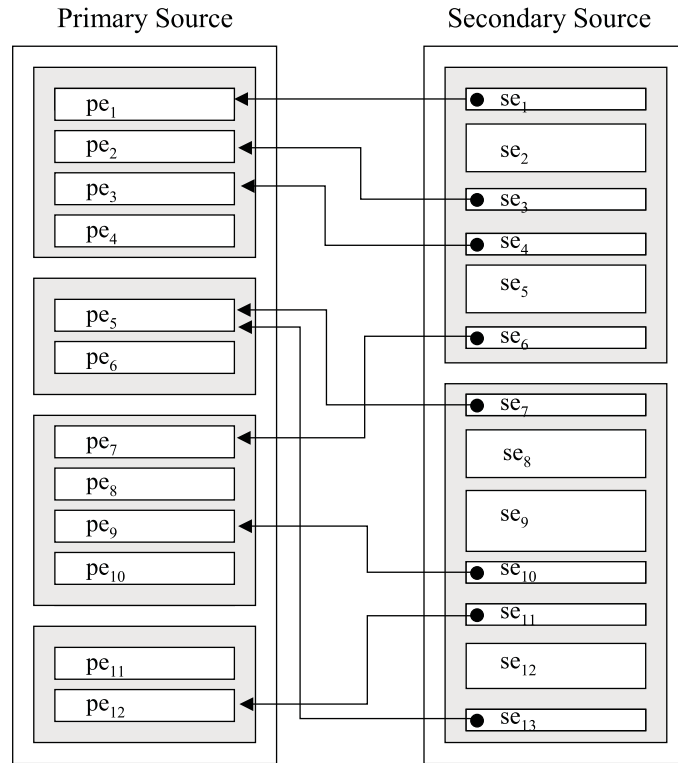 Primary Source
Secondary Source
pe₁
pe₂
pe₃
pe₄
pe₅
pe₆
pe₇
pe₈
pe₉
pe₁₀
pe₁₁
pe₁₂
se₁
se₂
se₃
se₄
se₅
se₆
se₇
se₈
se₉
se₁₀
se₁₁
se₁₂
se₁₃